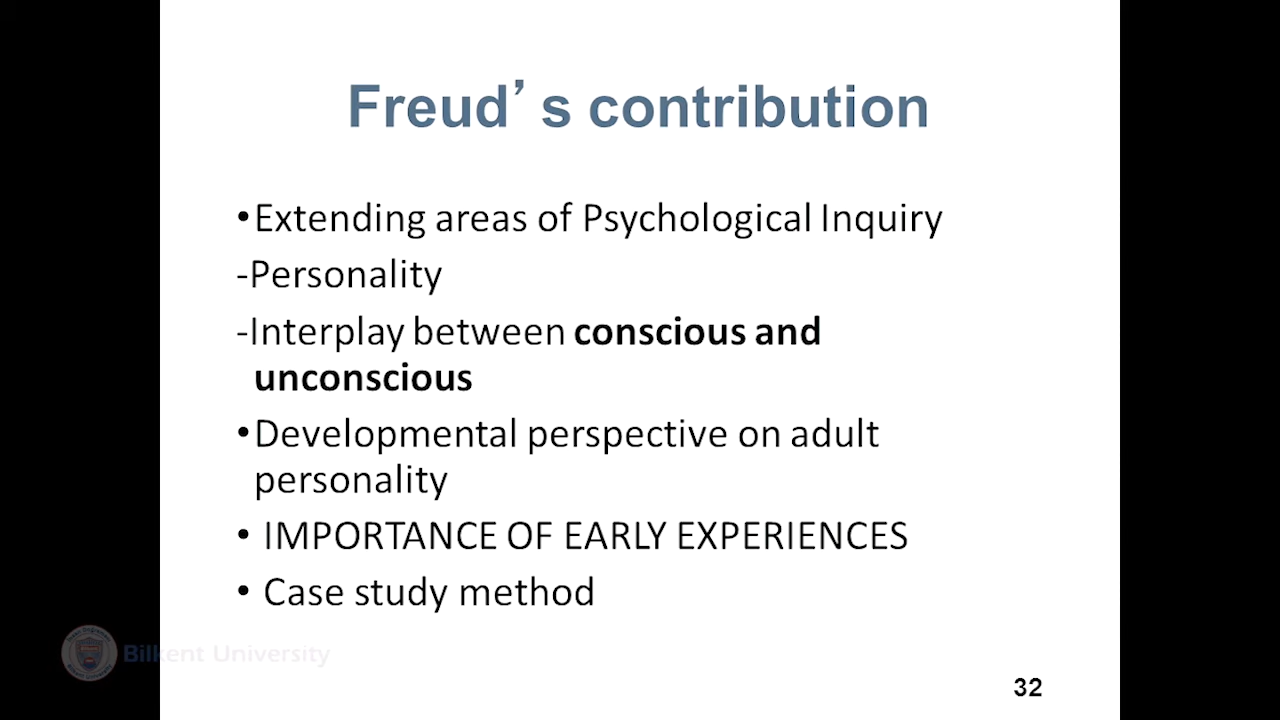 Freud’s contribution
•Extending areas of Psychological Inquiry
-Personality
-Interplay between conscious and
unconscious
•Developmental perspective on adult
personality
• IMPORTANCE OF EARLY EXPERIENCES
• Case study method
Bilkent University
32